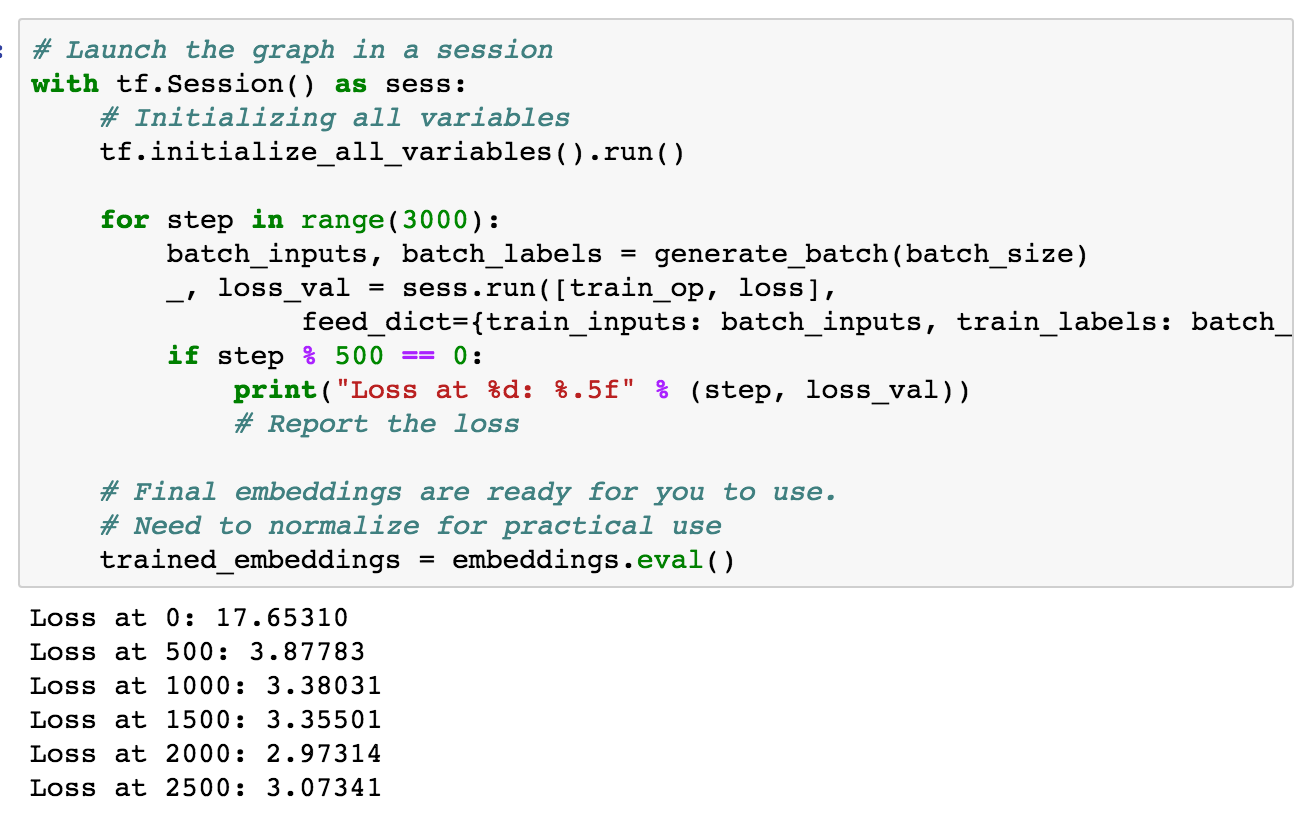 :
# Launch the graph in a session
with tf.Session() as sess:
    # Initializing all variables
    tf.initialize_all_variables().run()
    for step in range(3000):
        batch_inputs, batch_labels = generate_batch(batch_size)
        _, loss_val = sess.run([train_op, loss],
                feed_dict={train_inputs: batch_inputs, train_labels: batch_
        if step % 500 == 0:
            print("Loss at %d: %.5f" % (step, loss_val))
            # Report the loss
    # Final embeddings are ready for you to use.
    # Need to normalize for practical use
    trained_embeddings = embeddings.eval()
Loss at 0: 17.65310
Loss at 500: 3.87783
Loss at 1000: 3.38031
Loss at 1500: 3.35501
Loss at 2000: 2.97314
Loss at 2500: 3.07341